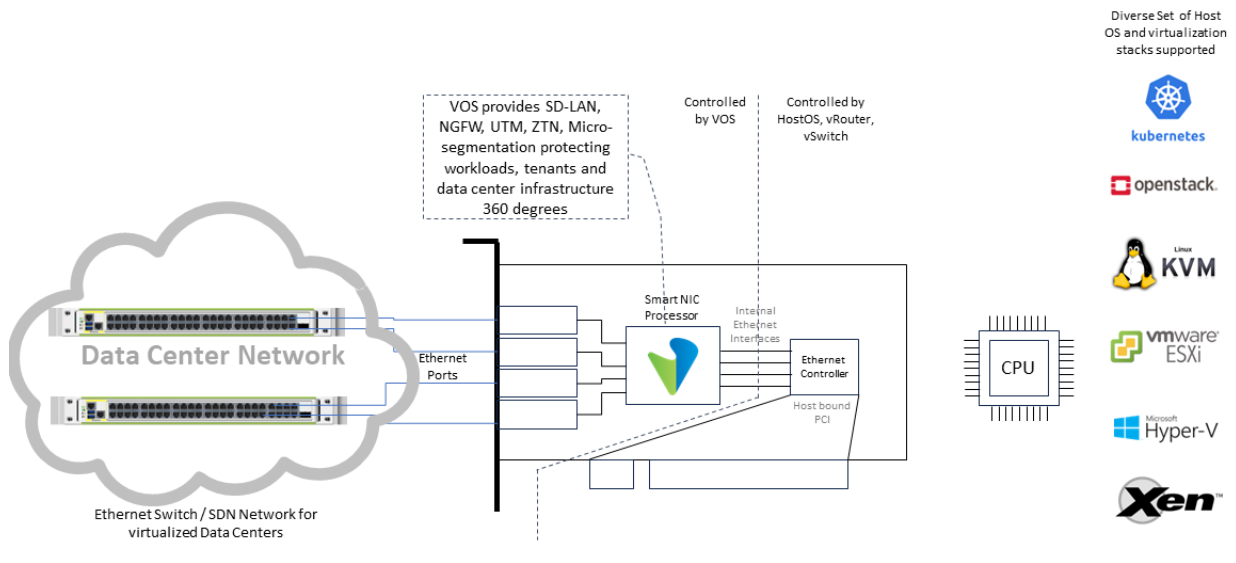 Diverse Set of Host
OS and virtualization
stacks supported
kubernetes
openstack.
Linux
KVM
vmware®
ESXi
Microsoft
Hyper-V
Xen™
VOS provides SD-LAN,
NGFW, UTM, ZTN, Micro-
segmentation protecting
workloads, tenants and
data center infrastructure
360 degrees
Controlled
by VOS
Controlled by
HostOS, vRouter,
vSwitch
Smart NIC
Processor
Internal
Ethernet
Interfaces
Data Center Network
Ethernet
Ports
Ethernet
Controller
Host bound
PCI
CPU
Ethernet Switch / SDN Network for
virtualized Data Centers